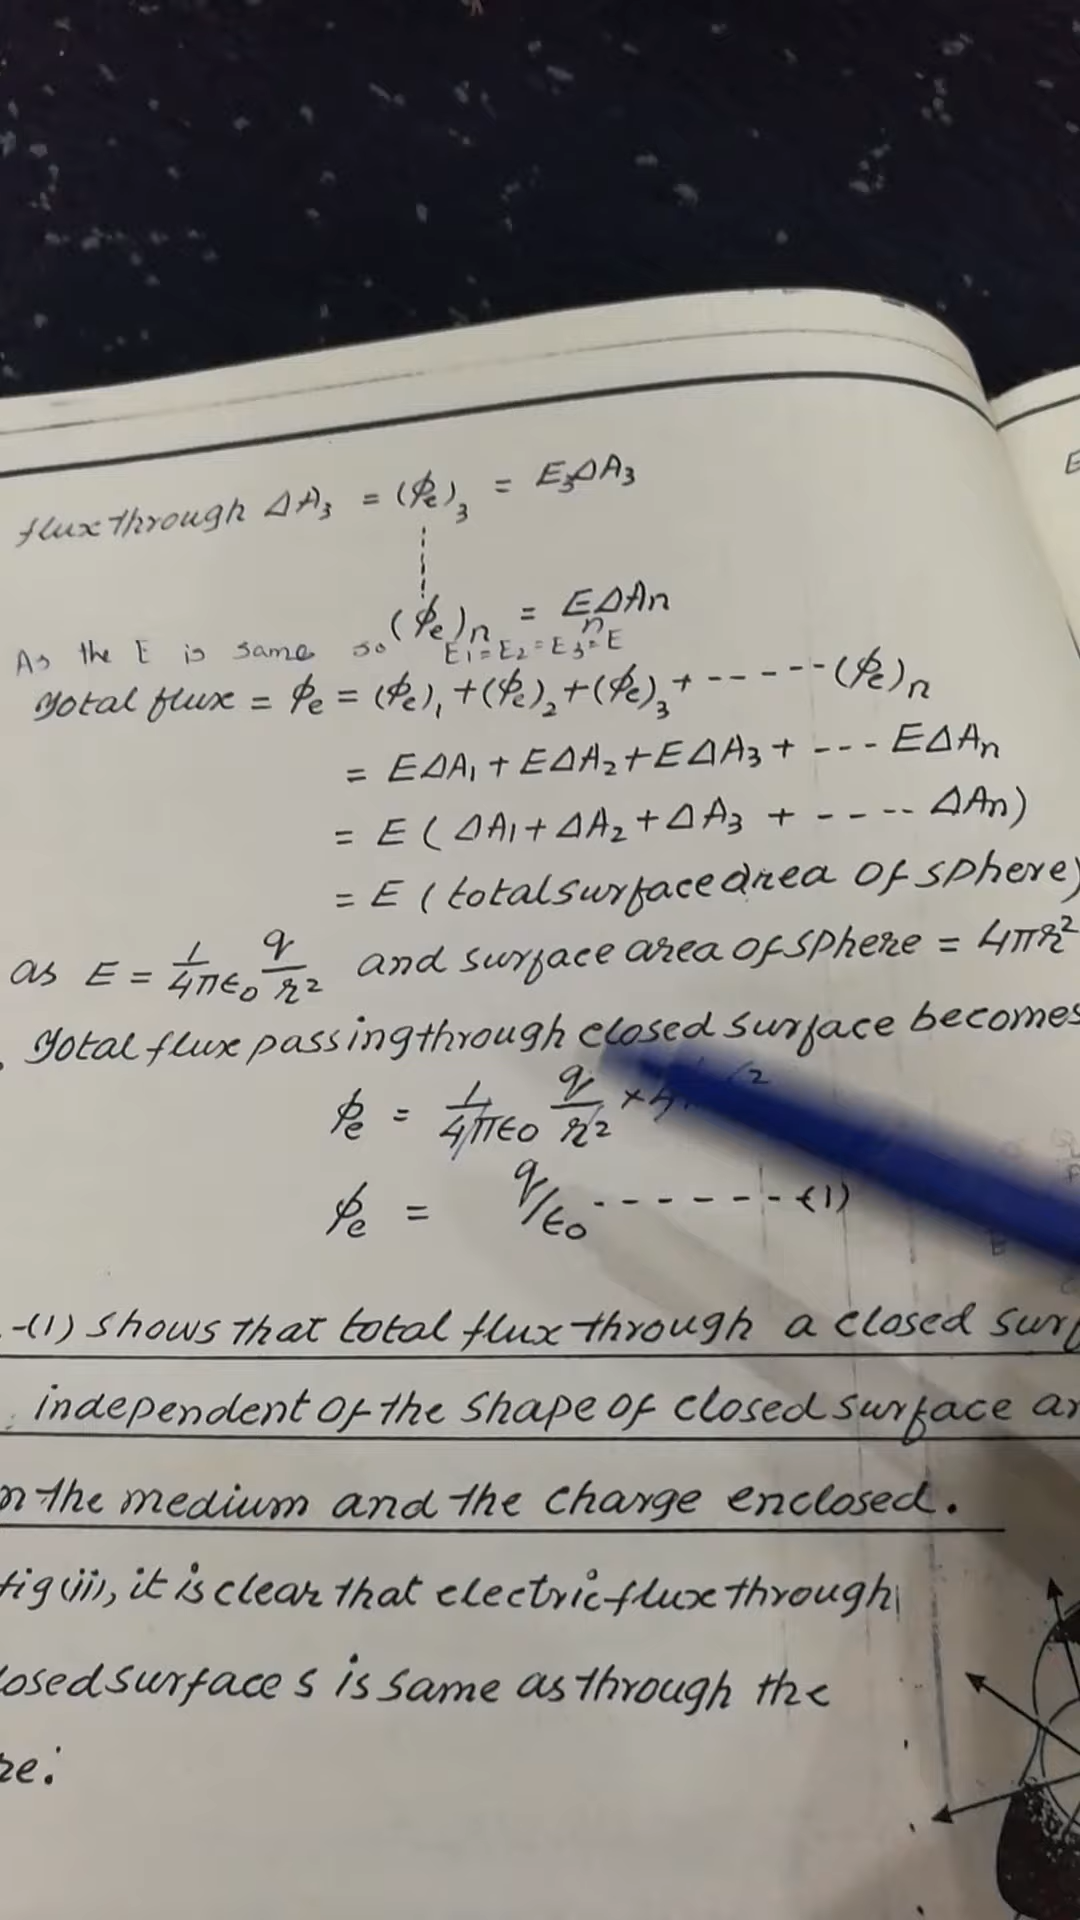 flux through ΔA₃ = (ϕe)₃ = E₃ΔA₃
(ϕe)n = EnΔAn
As the E is same so E₁=E₂=E₃=E
Total flux = ϕe = (ϕe)₁ + (ϕe)₂ + (ϕe)₃ + ------ (ϕe)n
= EΔA₁ + EΔA₂ + EΔA₃ + --- EΔAn
= E ( ΔA₁ + ΔA₂ + ΔA₃ + ---- ΔAn)
= E ( total surface area of sphere)
as E = 1/4πϵ₀ q/r² and surface area of sphere = 4πr²
Total flux passing through closed surface becomes
ϕe = 1/4πϵ₀ q/r² ×
ϕe = q/ϵ₀ ------- (1)
-(1) shows that total flux through a closed
independent of the shape of closed surface
the medium and the charge enclosed.
fig (ii), it is clear that electric flux through
surface s is same as through the